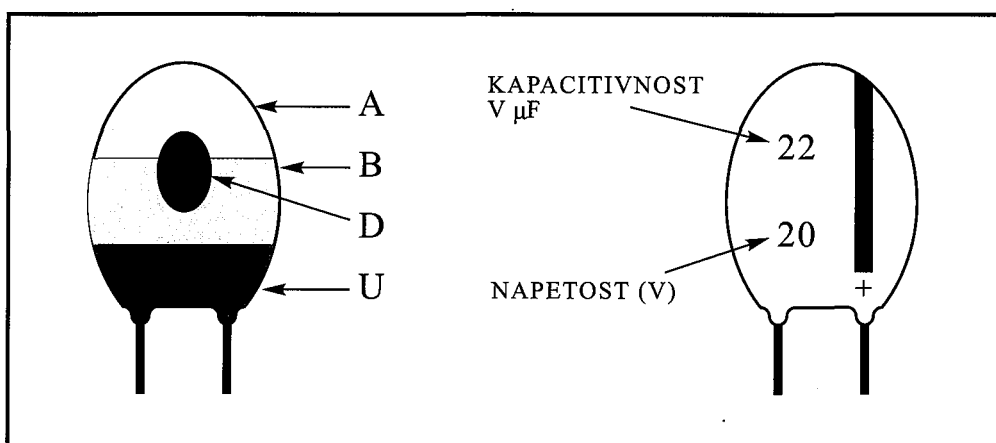 A
B
D
U
KAPACITIVNOST
V µF
22
20
NAPETOST (V)
+